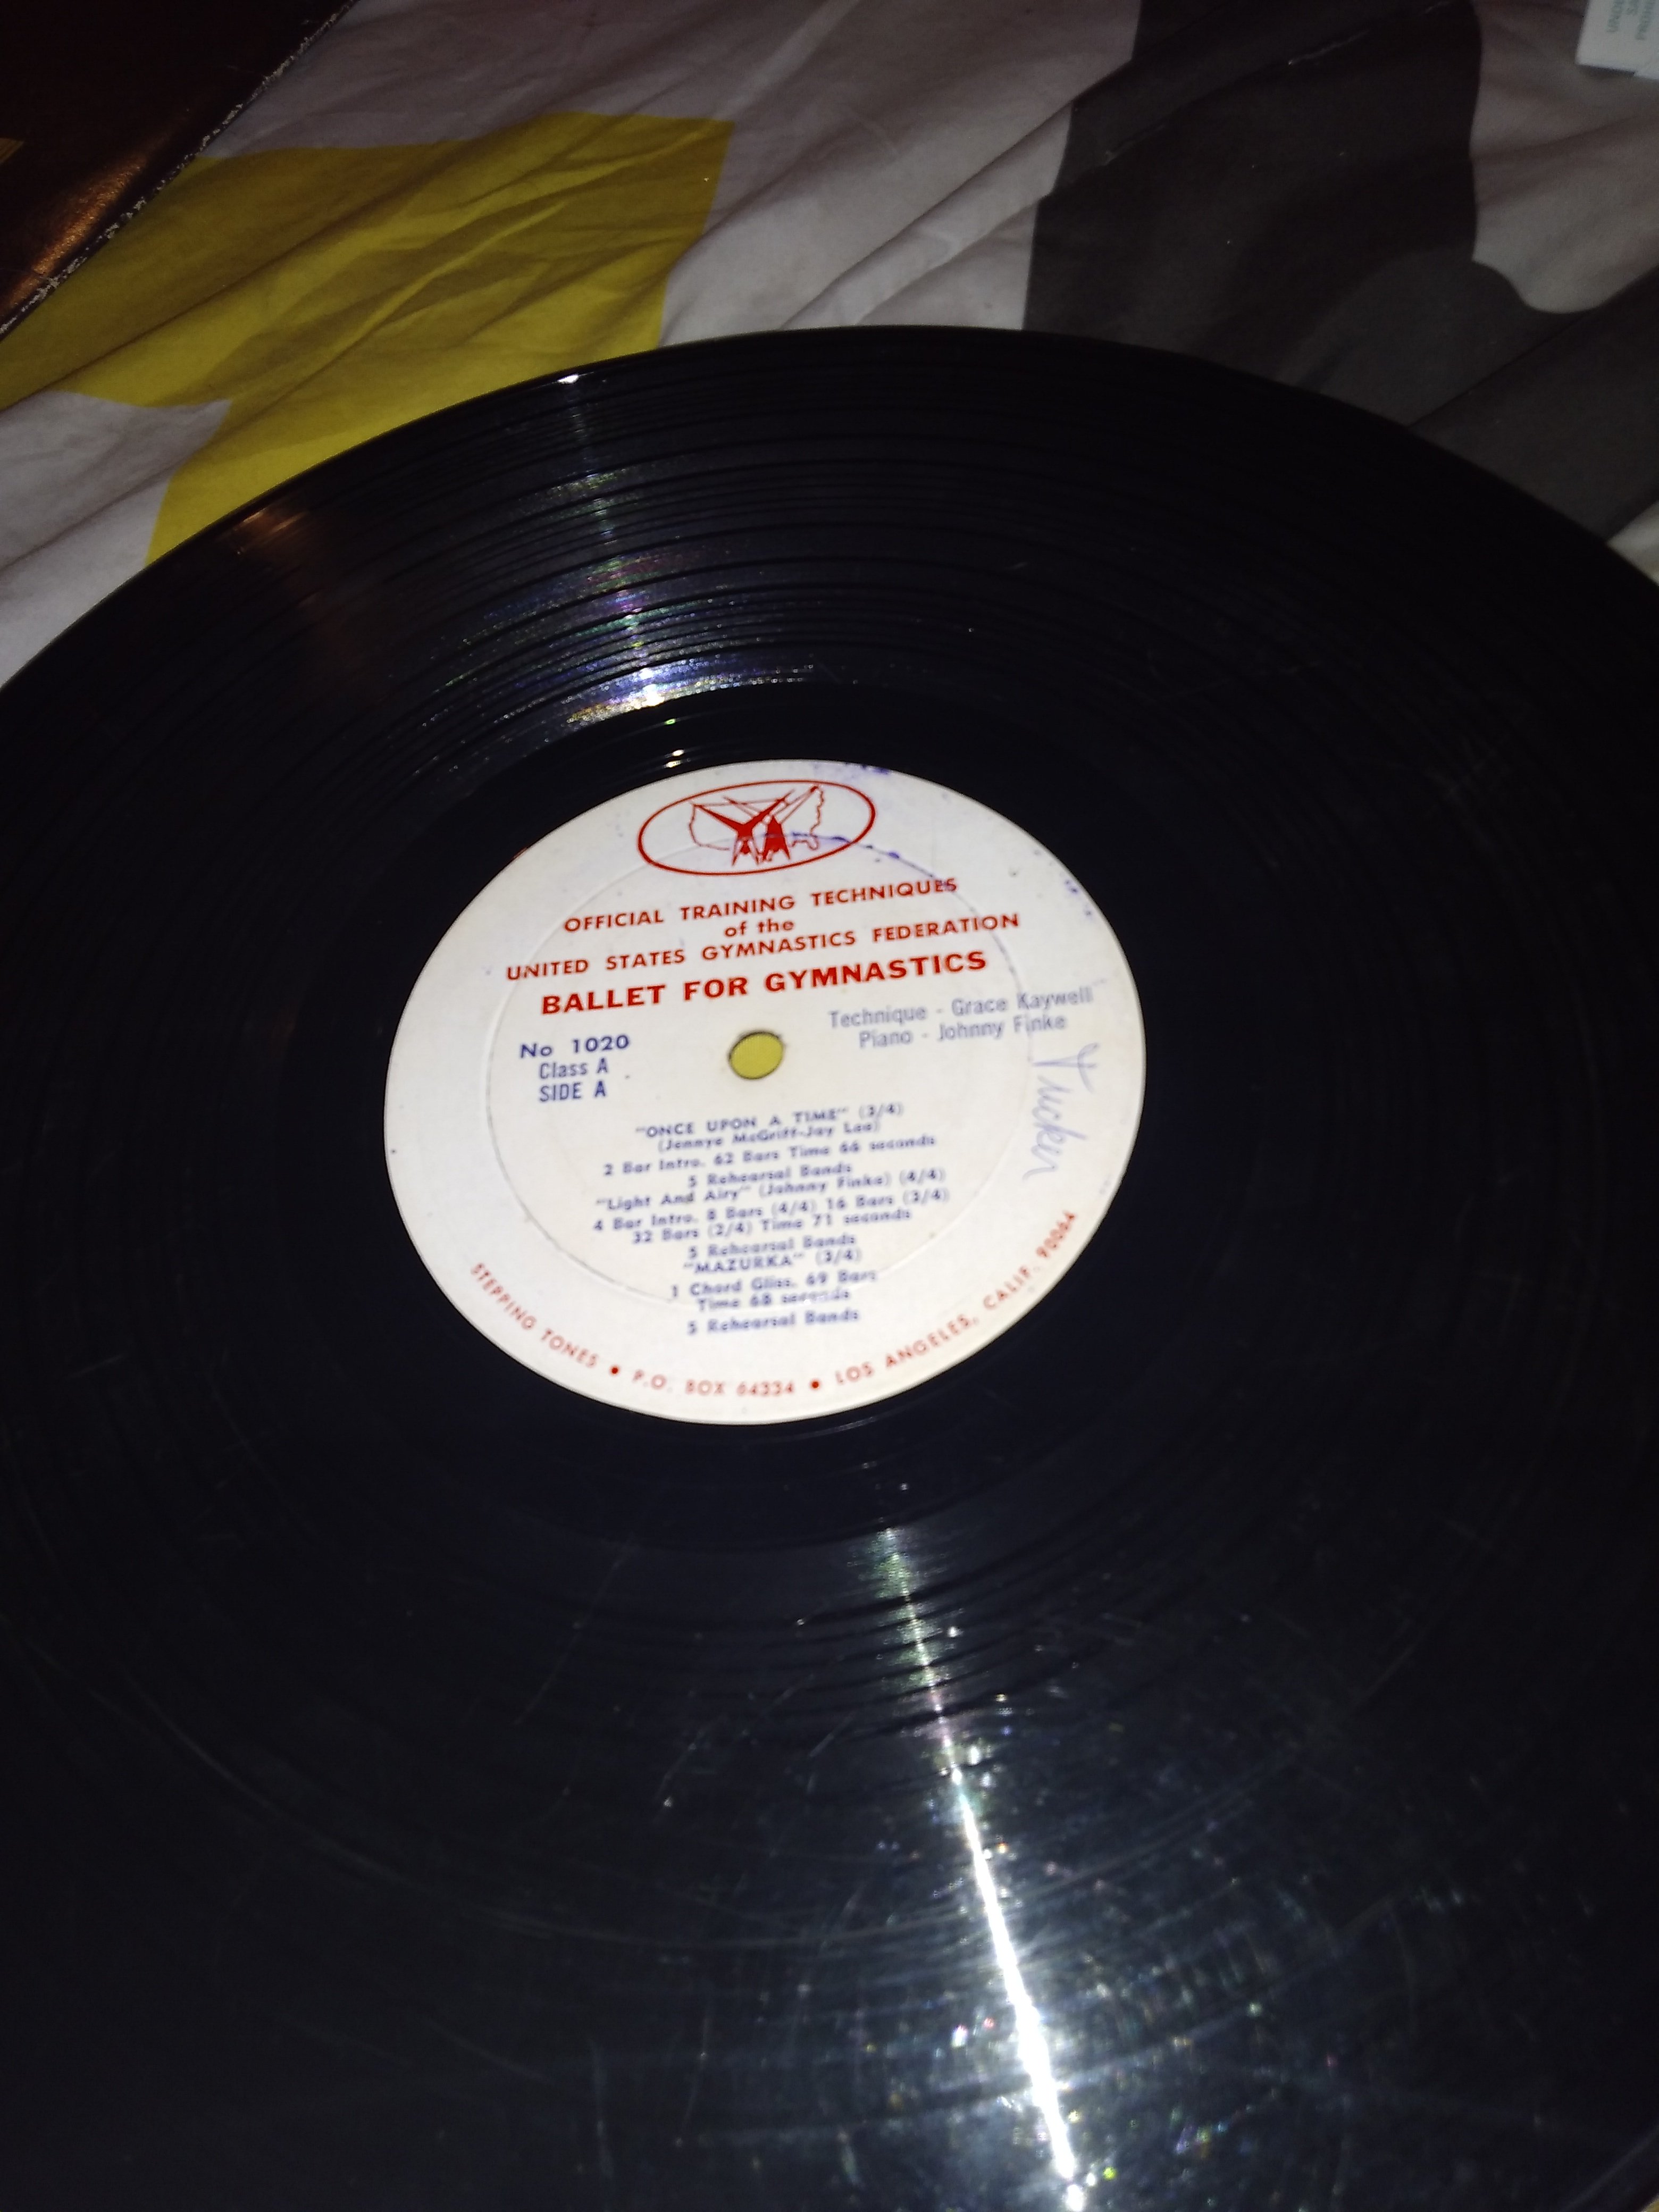 OFFICIAL TRAINING TECHNIQUES
of the
UNITED STATES GYMNASTICS FEDERATION
BALLET FOR GYMNASTICS
Technique - Grace Kaywell
Piano - Johnny Finke
No 1020
Class A
SIDE A
Tucker
"ONCE UPON A TIME" (3/4)
(Jennye McGriff-Jay Lee)
2 Bar Intro. 62 Bars Time 66 seconds
5 Rehearsal Bands
"Light And Airy" (Johnny Finke) (4/4)
4 Bar Intro. 8 Bars (4/4) 16 Bars (3/4)
32 Bars (2/4) Time 71 seconds
5 Rehearsal Bands
"MAZURKA" (3/4)
1 Chord Gliss. 69 Bars
Time 68 seconds
5 Rehearsal Bands
STEPPING TONES • P.O. BOX 64334 • LOS ANGELES, CALIF. 90064